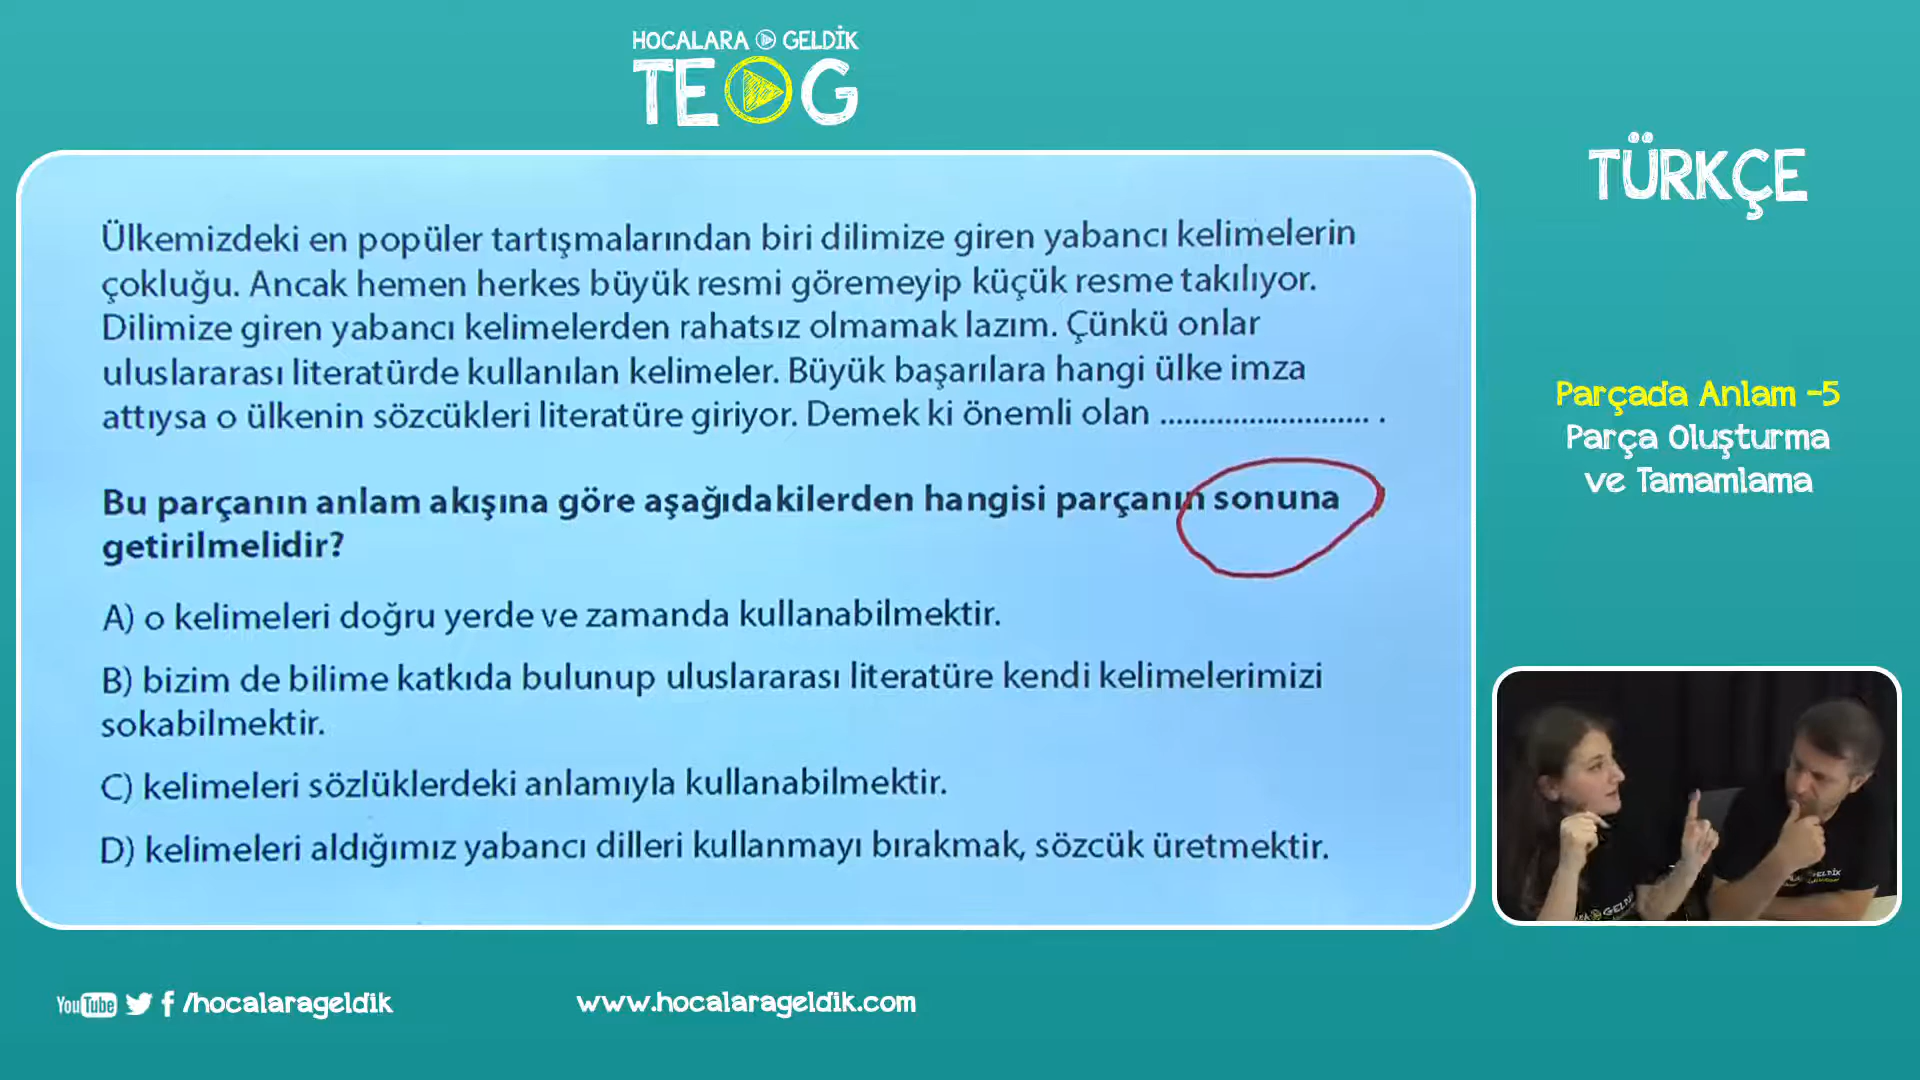 HOCALARA GELDİK
TEOG
TÜRKÇE
Ülkemizdeki en popüler tartışmalarından biri dilimize giren yabancı kelimelerin
çokluğu. Ancak hemen herkes büyük resmi göremeyip küçük resme takılıyor.
Dilimize giren yabancı kelimelerden rahatsız olmamak lazım. Çünkü onlar
uluslararası literatürde kullanılan kelimeler. Büyük başarılara hangi ülke imza
attıysa o ülkenin sözcükleri literatüre giriyor. Demek ki önemli olan .......................... .
Bu parçanın anlam akışına göre aşağıdakilerden hangisi parçanın sonuna
getirilmelidir?
A) o kelimeleri doğru yerde ve zamanda kullanabilmektir.
B) bizim de bilime katkıda bulunup uluslararası literatüre kendi kelimelerimizi
sokabilmektir.
C) kelimeleri sözlüklerdeki anlamıyla kullanabilmektir.
D) kelimeleri aldığımız yabancı dilleri kullanmayı bırakmak, sözcük üretmektir.
Parçada Anlam -5
Parça Oluşturma
ve Tamamlama
YouTube /hocalarageldik
www.hocalarageldik.com